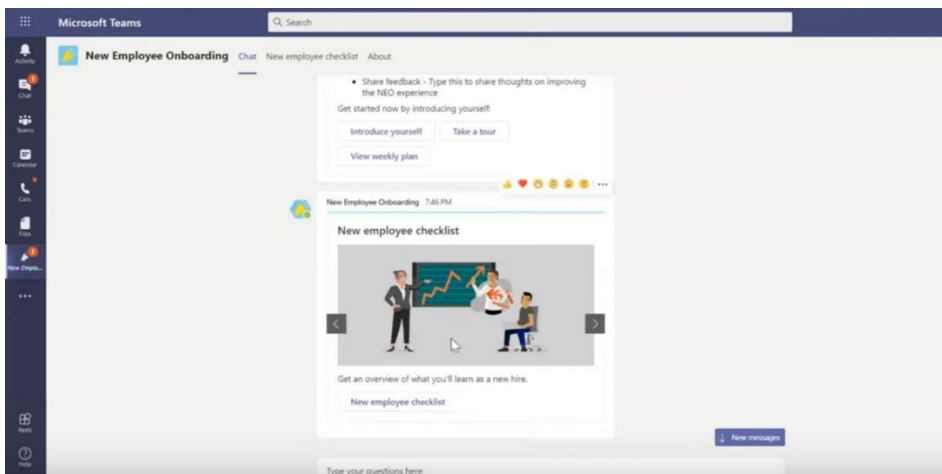 Microsoft Teams
Search
Activity
Chat
Teams
Calendar
Calls
Files
New Emplo...
Apps
Help
New Employee Onboarding Chat New employee checklist About
• Share feedback - Type this to share thoughts on improving
the NEO experience
Get started now by introducing yourself:
Introduce yourself Take a tour
View weekly plan
New Employee Onboarding 7:46 PM
New employee checklist
Get an overview of what you'll learn as a new hire.
New employee checklist
↓ New messages
Type your questions here